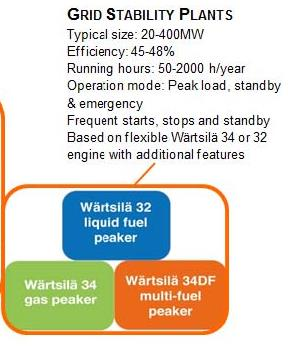 GRID STABILITY PLANTS
Typical size: 20-400MW
Efficiency: 45-48%
Running hours: 50-2000 h/year
Operation mode: Peak load, standby
& emergency
Frequent starts, stops and standby
Based on flexible Wärtsilä 34 or 32
engine with additional features
Wärtsilä 32
liquid fuel
peaker
Wärtsilä 34
gas peaker
Wärtsilä 34DF
multi-fuel
peaker